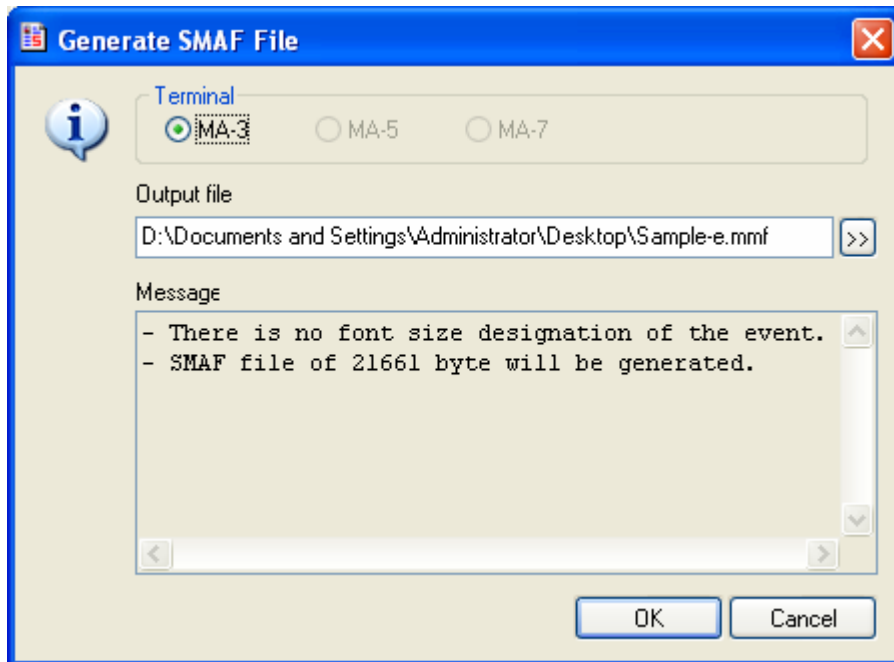 Generate SMAF File
Terminal
MA-3 MA-5 MA-7
Output file
D:\Documents and Settings\Administrator\Desktop\Sample-e.mmf >>
Message
- There is no font size designation of the event.
- SMAF file of 21661 byte will be generated.
OK Cancel